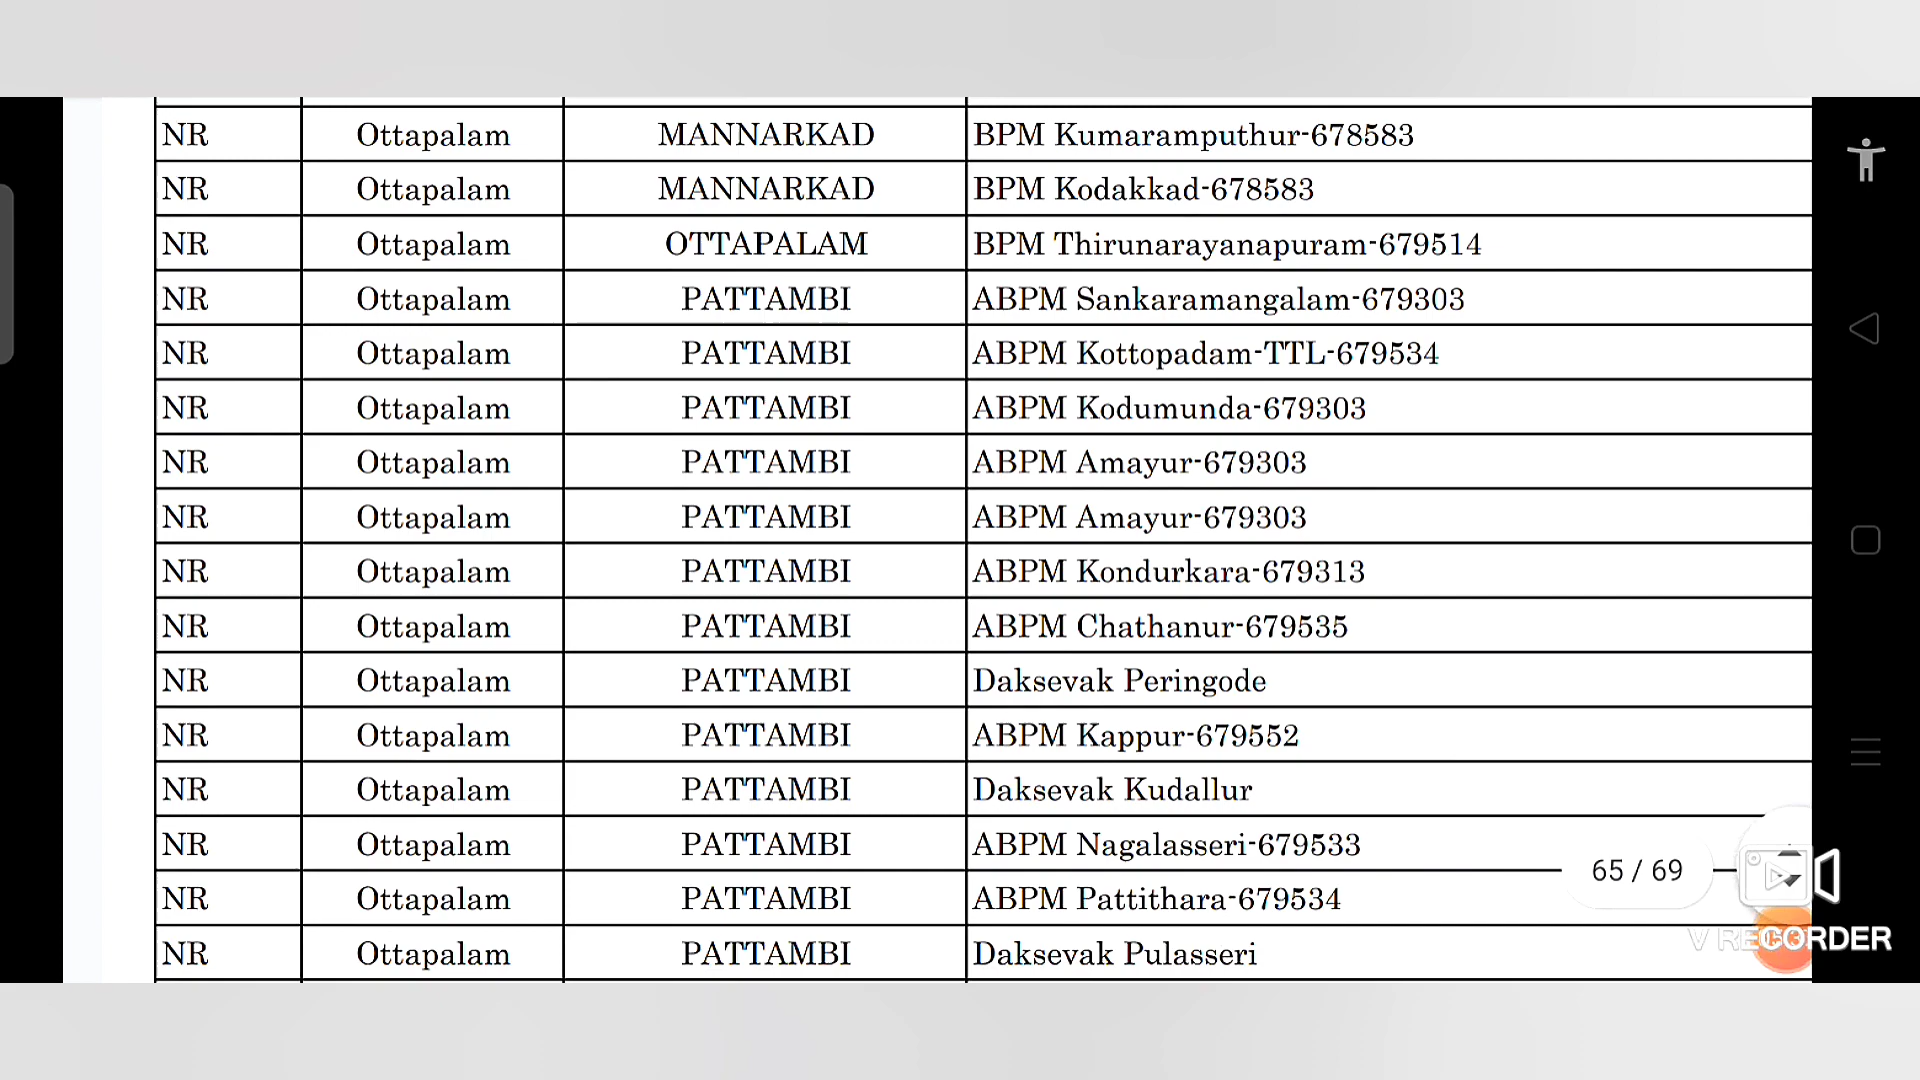 NR Ottapalam MANNARKAD BPM Kumaramputhur-678583
NR Ottapalam MANNARKAD BPM Kodakkad-678583
NR Ottapalam OTTAPALAM BPM Thirunarayanapuram-679514
NR Ottapalam PATTAMBI ABPM Sankaramangalam-679303
NR Ottapalam PATTAMBI ABPM Kottopadam-TTL-679534
NR Ottapalam PATTAMBI ABPM Kodumunda-679303
NR Ottapalam PATTAMBI ABPM Amayur-679303
NR Ottapalam PATTAMBI ABPM Amayur-679303
NR Ottapalam PATTAMBI ABPM Kondurkara-679313
NR Ottapalam PATTAMBI ABPM Chathanur-679535
NR Ottapalam PATTAMBI Daksevak Peringode
NR Ottapalam PATTAMBI ABPM Kappur-679552
NR Ottapalam PATTAMBI Daksevak Kudallur
NR Ottapalam PATTAMBI ABPM Nagalasseri-679533
65 / 69
NR Ottapalam PATTAMBI ABPM Pattithara-679534
V RECORDER
NR Ottapalam PATTAMBI Daksevak Pulasseri